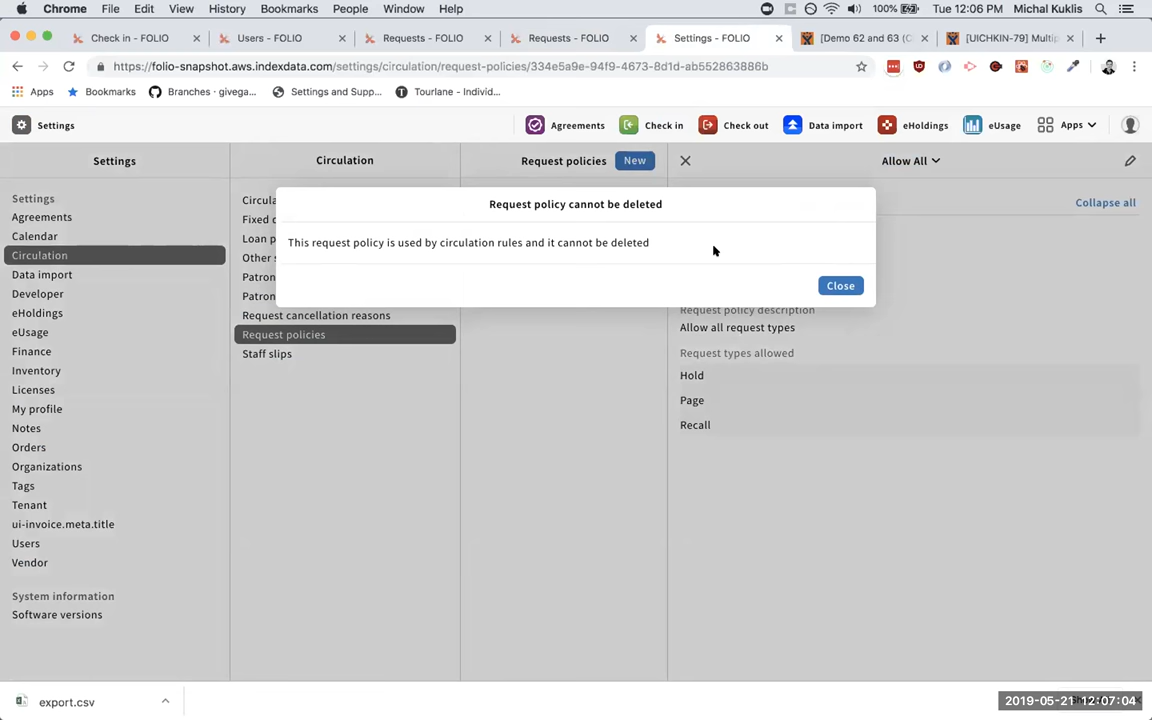 Chrome File Edit View History Bookmarks People Window Help 100% Tue 12:06 PM Michal Kuklis
Check in - FOLIO Users - FOLIO Requests - FOLIO Requests - FOLIO Settings - FOLIO [Demo 62 and 63 (C [UICHKIN-79] Multip
https://folio-snapshot.aws.indexdata.com/settings/circulation/request-policies/334e5a9e-94f9-4673-8d1d-ab552863886b
Apps Bookmarks Branches · givega... Settings and Supp... Tourlane - Individ...
Settings Agreements Check in Check out Data import eHoldings eUsage Apps
Settings Circulation Request policies New Allow All
Request policy cannot be deleted
This request policy is used by circulation rules and it cannot be deleted
Close
Settings
Agreements
Calendar
Circulation
Data import
Developer
eHoldings
eUsage
Finance
Inventory
Licenses
My profile
Notes
Orders
Organizations
Tags
Tenant
ui-invoice.meta.title
Users
Vendor
System information
Software versions
Circula
Fixed
Loan p
Other s
Patron
Patron
Request cancellation reasons
Request policies
Staff slips
Collapse all
Request policy description
Allow all request types
Request types allowed
Hold
Page
Recall
export.csv
2019-05-21 12:07:04